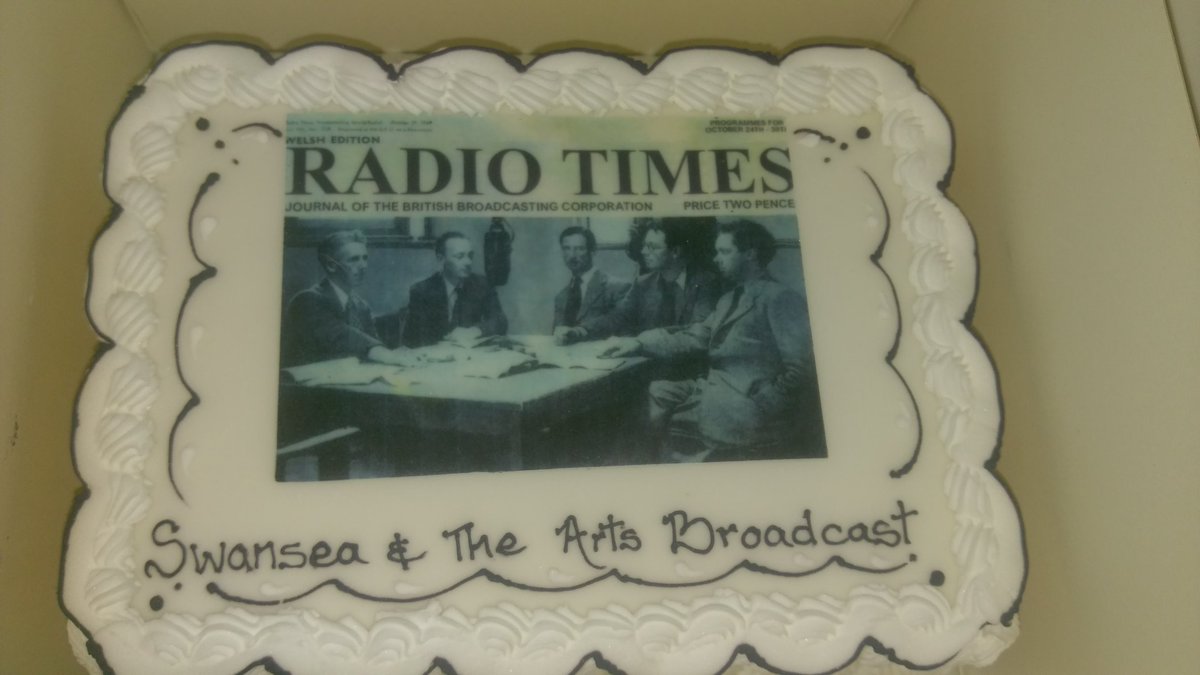 WELSH EDITION
PROGRAMMES FOR
OCTOBER 24TH - 30TH
RADIO TIMES
JOURNAL OF THE BRITISH BROADCASTING CORPORATION PRICE TWO PENCE
Swansea & The Arts Broadcast